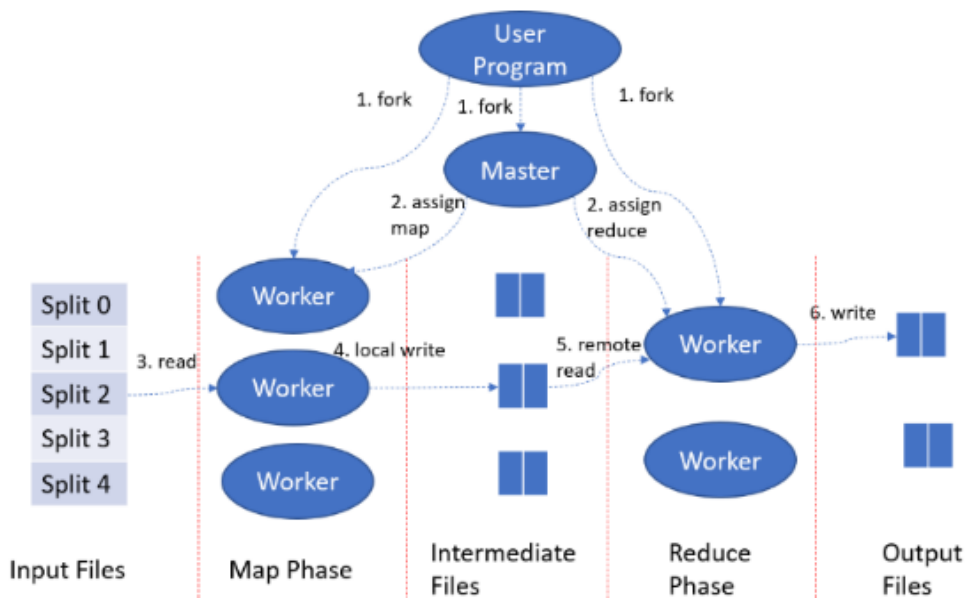 User
Program
1. fork
1. fork
1. fork
Master
2. assign
map
2. assign
reduce
Split 0
Split 1
Split 2
Split 3
Split 4
3. read
Worker
Worker
Worker
4. local write
5. remote
read
Worker
Worker
6. write
Input Files
Map Phase
Intermediate
Files
Reduce
Phase
Output
Files